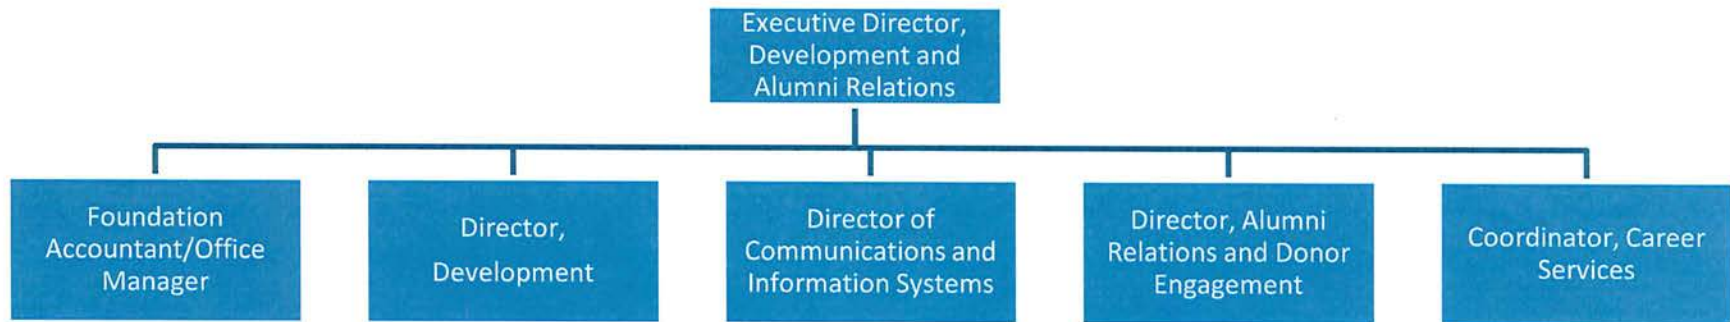 Executive Director,
Development and
Alumni Relations
Foundation
Accountant/Office
Manager
Director,
Development
Director of
Communications and
Information Systems
Director, Alumni
Relations and Donor
Engagement
Coordinator, Career
Services